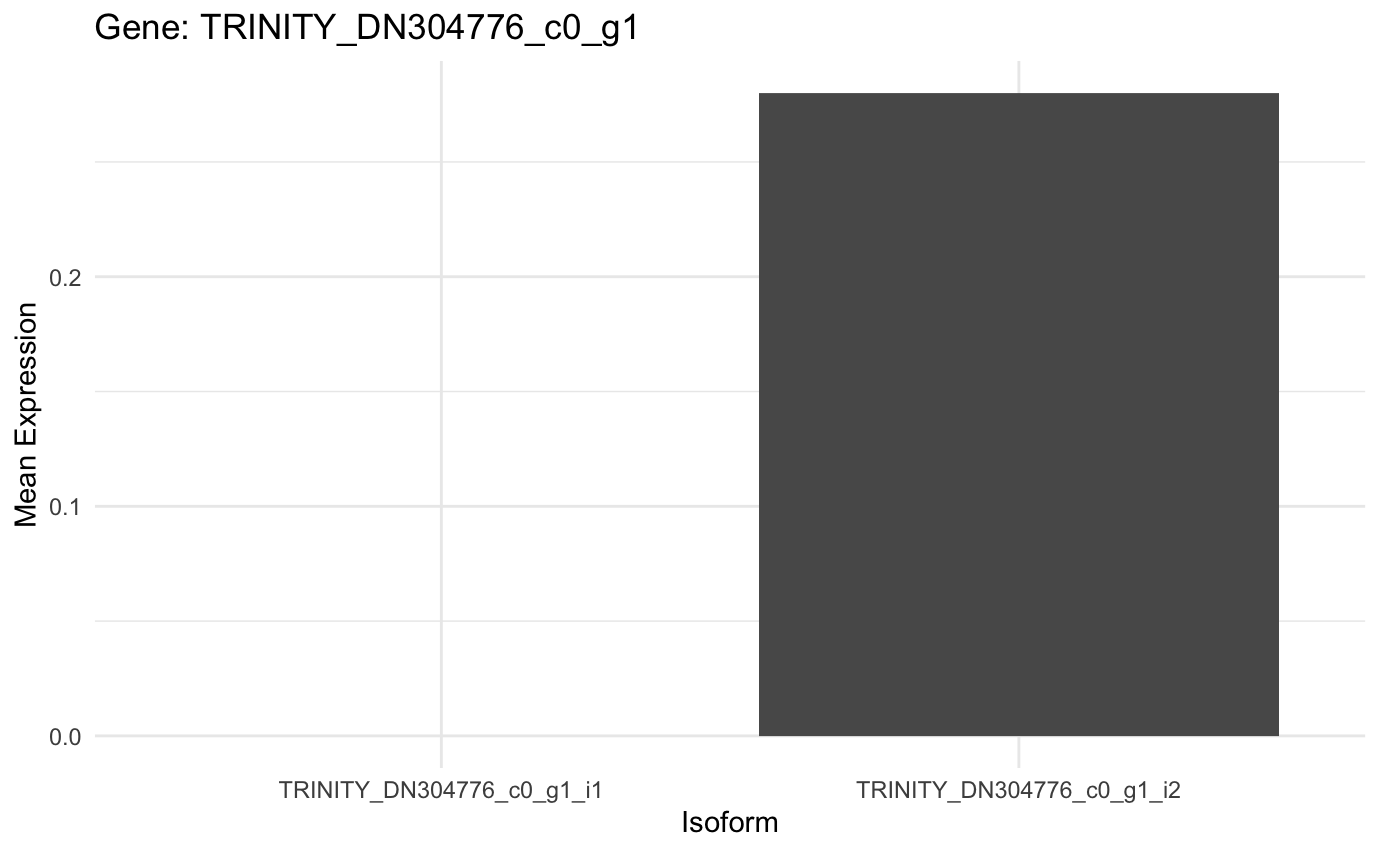 Gene: TRINITY_DN304776_c0_g1
Mean Expression
0.2
0.1
0.0
TRINITY_DN304776_c0_g1_i1
TRINITY_DN304776_c0_g1_i2
Isoform